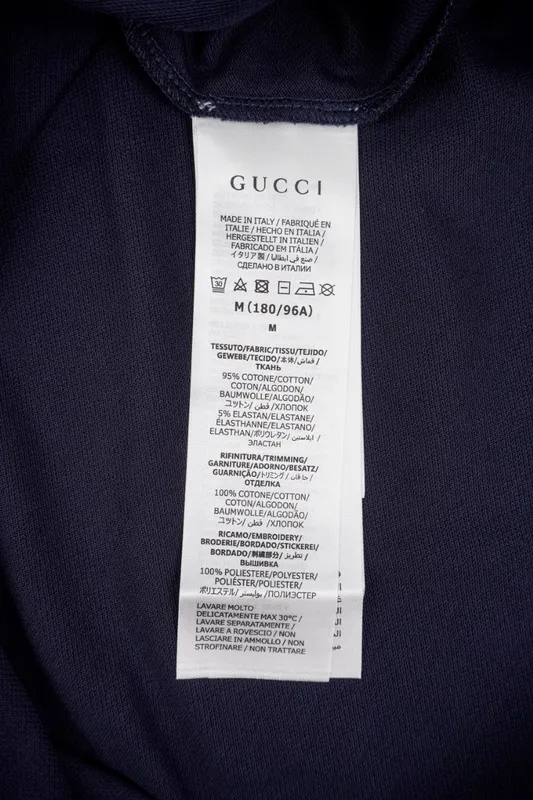 GUCCI
MADE IN ITALY / FABRIQUÉ EN
ITALIE / HECHO EN ITALIA /
HERGESTELLT IN ITALIEN /
FABRICADO EM ITÁLIA /
イタリア製 / صنع في ايطاليا /
СДЕЛАНО В ИТАЛИИ
30
M (180/96A)
M
TESSUTO/FABRIC/TISSU/TEJIDO/
GEWEBE/TECIDO/本体/قماش/
ТКАНЬ
95% COTONE/COTTON/
COTON/ALGODON/
BAUMWOLLE/ALGODÃO/
コットン/قطن/ХЛОПОК
5% ELASTAN/ELASTANE/
ÉLASTHANNE/ELASTANO/
ELASTHAN/ポリウレタン/ايلاستين/
ЭЛАСТАН
RIFINITURA/TRIMMING/
GARNITURE/ADORNO/BESATZ/
GUARNIÇÃO/トリミング/
ОТДЕЛКА
100% COTONE/COTTON/
COTON/ALGODON/
BAUMWOLLE/ALGODÃO/
コットン/قطن/ХЛОПОК
RICAMO/EMBROIDERY/
BRODERIE/BORDADO/STICKEREI/
BORDADO/刺繍部分/تطريز/
ВЫШИВКА
100% POLIESTERE/POLYESTER/
POLIÉSTER/POLIESTER/
ポリエステル/بوليستر/ПОЛИЭСТЕР
LAVARE MOLTO
DELICATAMENTE MAX 30°C /
LAVARE SEPARATAMENTE /
LAVARE A ROVESCIO / NON
LASCIARE IN AMMOLLO / NON
STROFINARE / NON TRATTARE